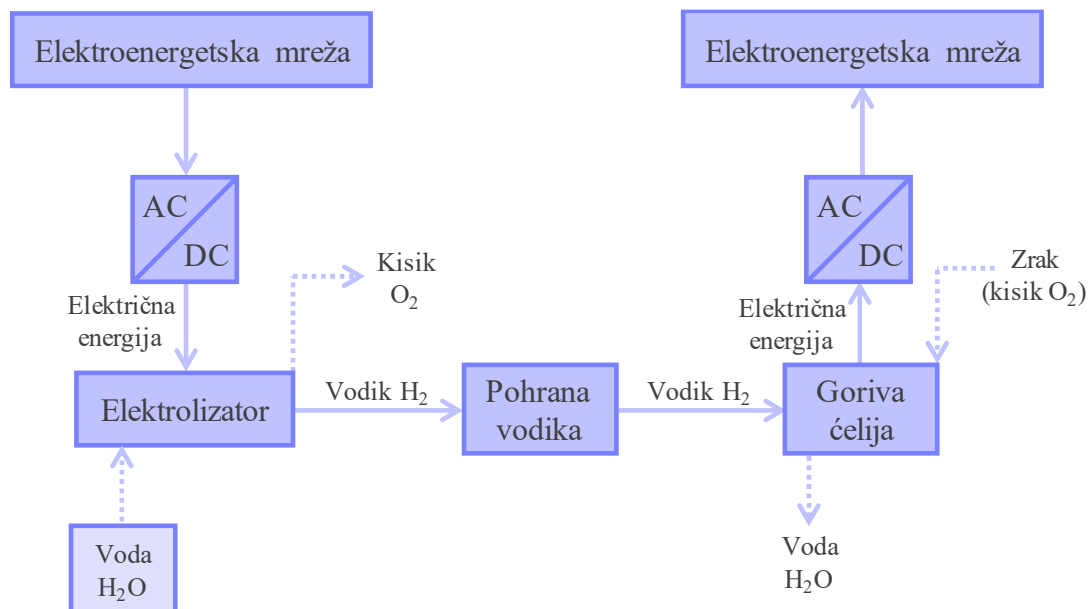 Elektroenergetska mreža
Elektroenergetska mreža
AC
DC
AC
DC
Kisik
O2
Zrak
(kisik O2)
Električna
energija
Električna
energija
Elektrolizator
Vodik H2
Pohrana
vodika
Vodik H2
Goriva
ćelija
Voda
H2O
Voda
H2O